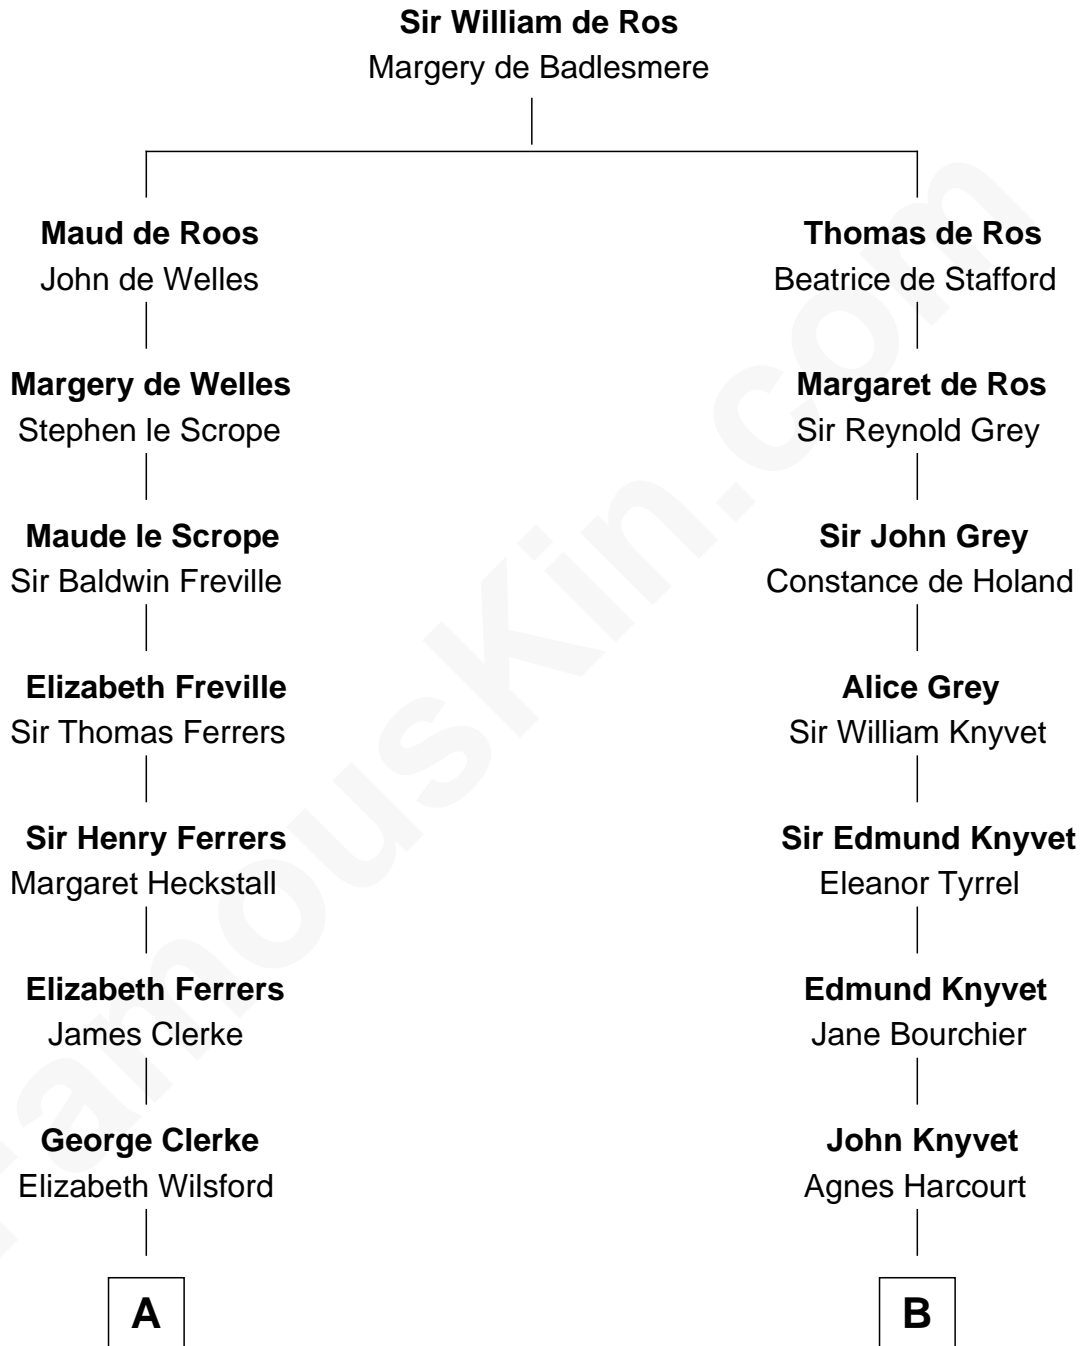 Sir William de Ros
Margery de Badlesmere
Maud de Roos
John de Welles
Thomas de Ros
Beatrice de Stafford
Margery de Welles
Stephen le Scrope
Margaret de Ros
Sir Reynold Grey
Maude le Scrope
Sir Baldwin Freville
Sir John Grey
Constance de Holand
Elizabeth Freville
Sir Thomas Ferrers
Alice Grey
Sir William Knyvet
Sir Henry Ferrers
Margaret Heckstall
Sir Edmund Knyvet
Eleanor Tyrrel
Elizabeth Ferrers
James Clerke
Edmund Knyvet
Jane Bourchier
George Clerke
Elizabeth Wilsford
John Knyvet
Agnes Harcourt
A
B
FamousKin.com